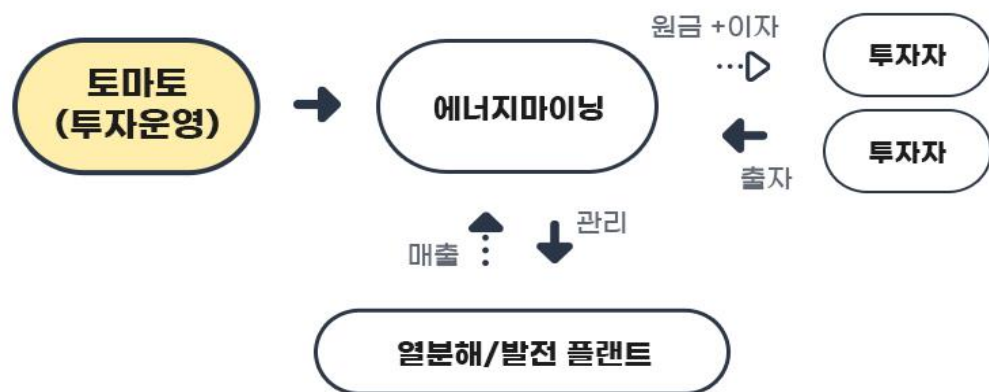 원금 +이자
토마토
(투자운영)
에너지마이닝
투자자
투자자
출자
매출
관리
열분해/발전 플랜트